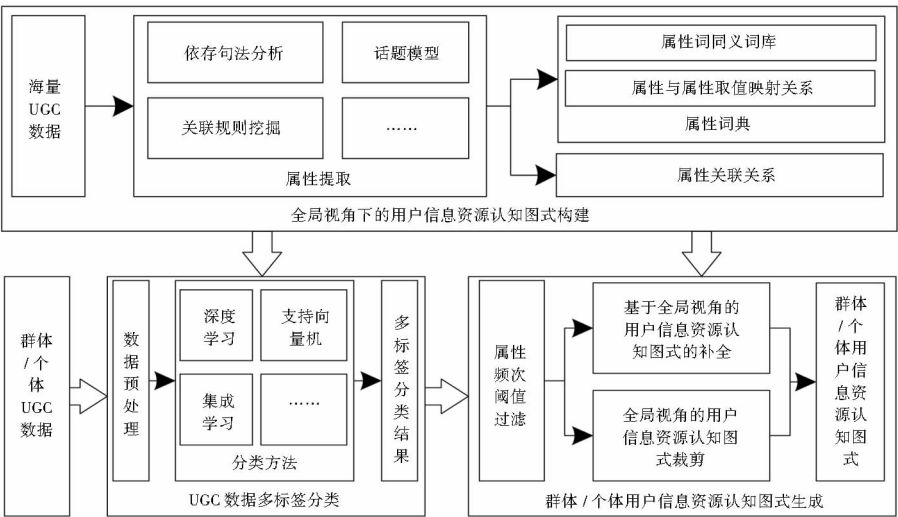 海量
UGC
数据
依存句法分析
话题模型
关联规则挖掘
……
属性提取
属性词同义词库
属性与属性取值映射关系
属性词典
属性关联关系
全局视角下的用户信息资源认知图式构建
群体
/ 个
体
UGC
数据
数
据
预
处
理
深度
学习
支持向
量机
集成
学习
……
分类方法
多
标
签
分
类
结
果
UGC 数据多标签分类
属性
频次
阈值
过滤
基于全局视角的
用户信息资源认
知图式的补全
全局视角的用户
信息资源认知图
式裁剪
群体
/ 个
体用
户信
息资
源认
知图
式
群体 / 个体用户信息资源认知图式生成